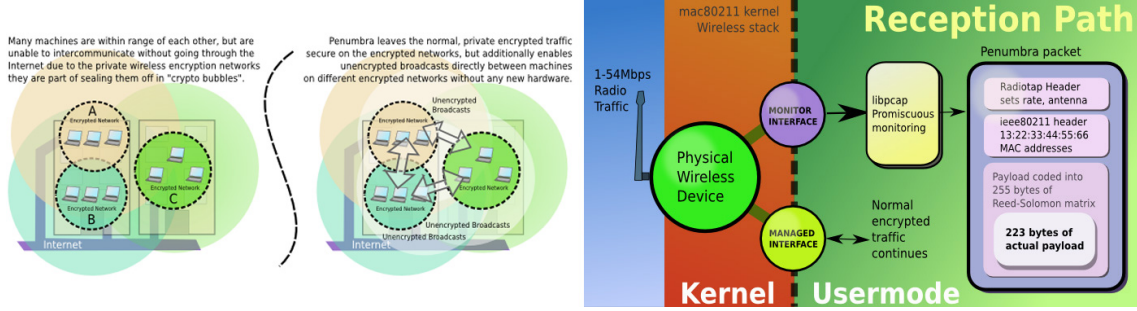 Many machines are within range of each other, but are
unable to intercommunicate without going through the
Internet due to the private wireless encryption networks
they are part of sealing them off in "crypto bubbles".
A
Encrypted Network
Encrypted Network
B
Encrypted Network
C
Internet
Penumbra leaves the normal, private encrypted traffic
secure on the encrypted networks, but additionally enables
unencrypted broadcasts directly between machines
on different encrypted networks without any new hardware.
Unencrypted
Broadcasts
Encrypted Network
Encrypted Network
Encrypted Network
Unencrypted Broadcasts
Unencrypted Broadcasts
Internet
mac80211 kernel
Wireless stack
Reception Path
1-54Mbps
Radio
Traffic
Physical
Wireless
Device
MONITOR
INTERFACE
MANAGED
INTERFACE
libpcap
Promiscuous
monitoring
Normal
encrypted
traffic
continues
Penumbra packet
Radiotap Header
sets rate, antenna
ieee80211 header
13:22:33:44:55:66
MAC addresses
Payload coded into
255 bytes of
Reed-Solomon matrix
223 bytes of
actual payload
Kernel
Usermode